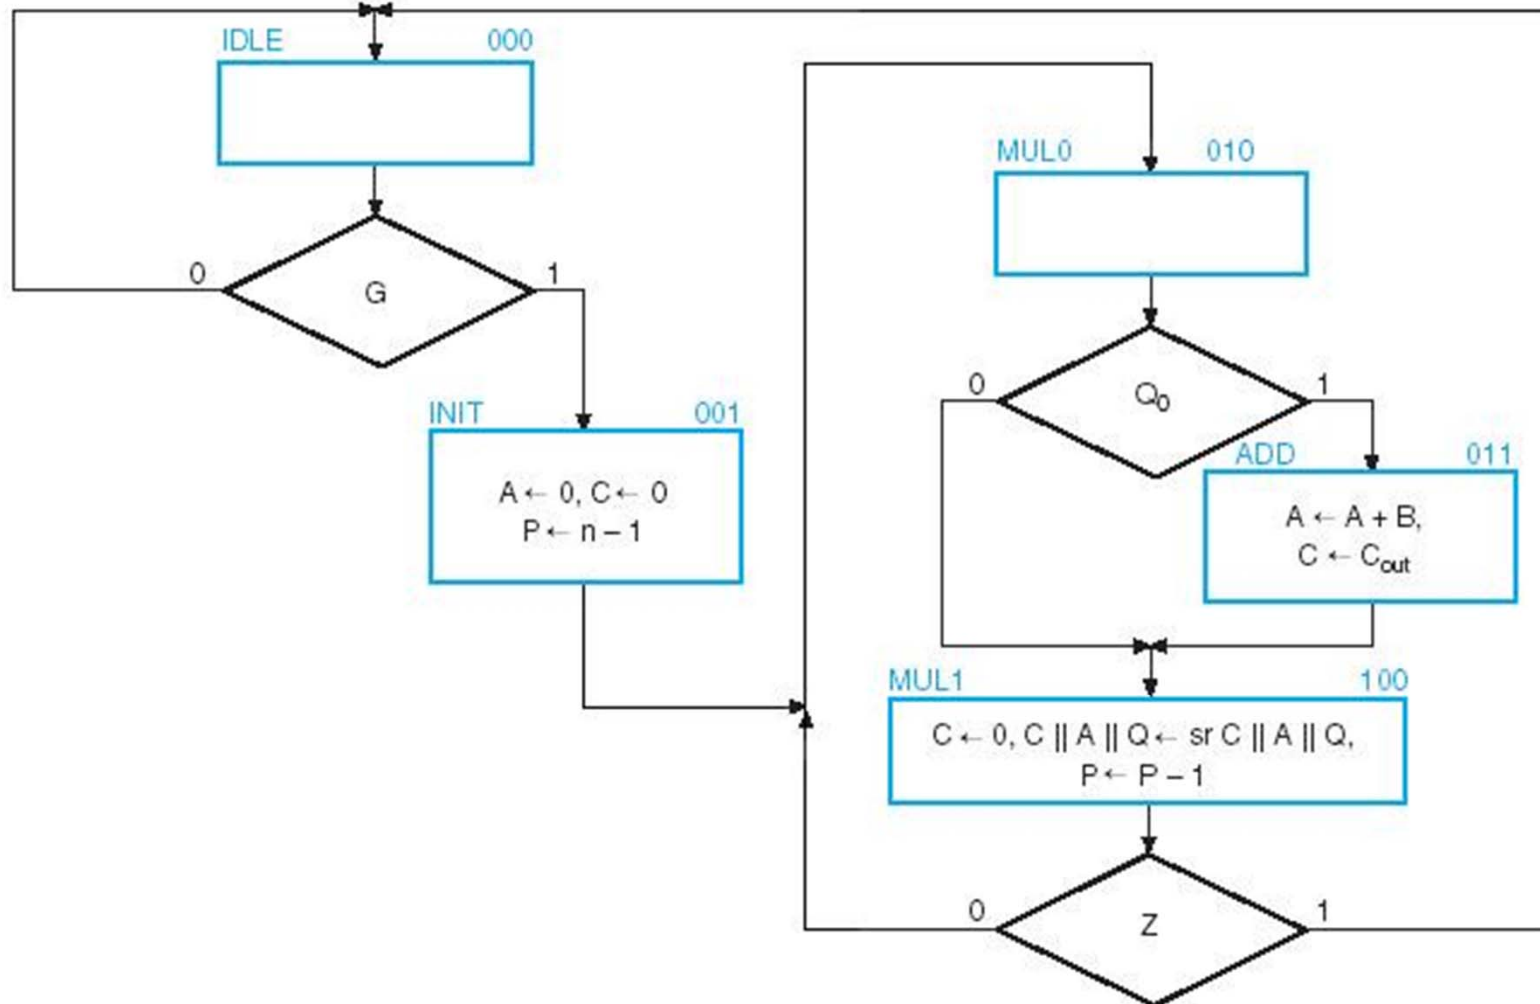 IDLE 000
G
0 1
INIT 001
A ← 0, C ← 0
P ← n – 1
MUL0 010
Q₀
0 1
ADD 011
A ← A + B,
C ← Cout
MUL1 100
C ← 0, C || A || Q ← sr C || A || Q,
P ← P – 1
Z
0 1